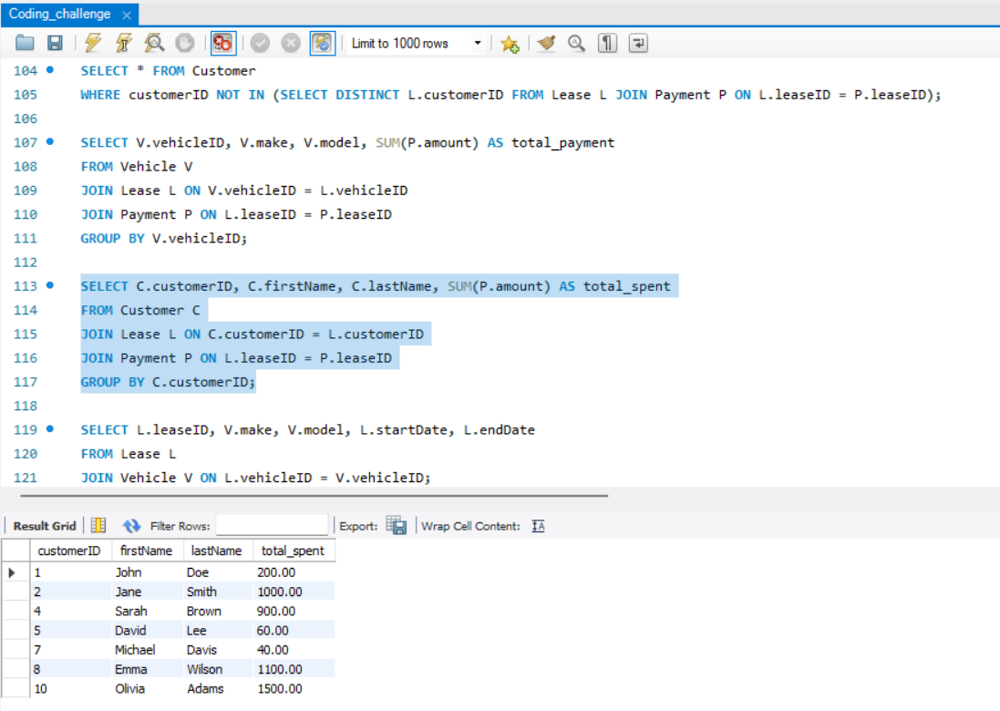 Coding_challenge ×
Limit to 1000 rows
104 SELECT * FROM Customer
105 WHERE customerID NOT IN (SELECT DISTINCT L.customerID FROM Lease L JOIN Payment P ON L.leaseID = P.leaseID);
106
107 SELECT V.vehicleID, V.make, V.model, SUM(P.amount) AS total_payment
108 FROM Vehicle V
109 JOIN Lease L ON V.vehicleID = L.vehicleID
110 JOIN Payment P ON L.leaseID = P.leaseID
111 GROUP BY V.vehicleID;
112
113 SELECT C.customerID, C.firstName, C.lastName, SUM(P.amount) AS total_spent
114 FROM Customer C
115 JOIN Lease L ON C.customerID = L.customerID
116 JOIN Payment P ON L.leaseID = P.leaseID
117 GROUP BY C.customerID;
118
119 SELECT L.leaseID, V.make, V.model, L.startDate, L.endDate
120 FROM Lease L
121 JOIN Vehicle V ON L.vehicleID = V.vehicleID;
Result Grid Filter Rows: Export: Wrap Cell Content: IA
customerID firstName lastName total_spent
1 John Doe 200.00
2 Jane Smith 1000.00
4 Sarah Brown 900.00
5 David Lee 60.00
7 Michael Davis 40.00
8 Emma Wilson 1100.00
10 Olivia Adams 1500.00